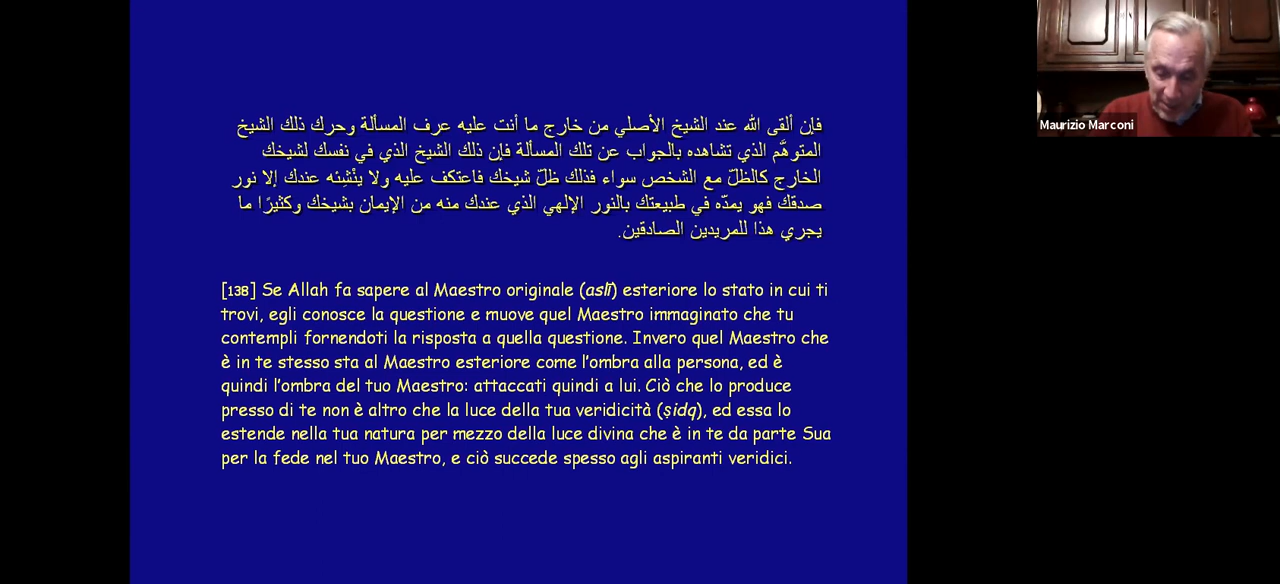 فإن ألقى الله عند الشيخ الأصلي من خارج ما أنت عليه عرف المسألة وحرك ذلك الشيخ
المتوهَّم الذي تشاهده بالجواب عن تلك المسألة فإن ذلك الشيخ الذي في نفسك لشيخك
الخارج كالظلّ مع الشخص سواء فذلك ظلّ شيخك فاعتكف عليه ولا ينْشِئه عندك إلا نور
صدقك فهو يمدّه في طبيعتك بالنور الإلهي الذي عندك منه من الإيمان بشيخك وكثيرًا ما
يجري هذا للمريدين الصادقين.
[138] Se Allah fa sapere al Maestro originale (aslī) esteriore lo stato in cui ti
trovi, egli conosce la questione e muove quel Maestro immaginato che tu
contempli fornendoti la risposta a quella questione. Invero quel Maestro che
è in te stesso sta al Maestro esteriore come l’ombra alla persona, ed è
quindi l’ombra del tuo Maestro: attaccati quindi a lui. Ciò che lo produce
presso di te non è altro che la luce della tua veridicità (ṣidq), ed essa lo
estende nella tua natura per mezzo della luce divina che è in te da parte Sua
per la fede nel tuo Maestro, e ciò succede spesso agli aspiranti veridici.
Maurizio Marconi